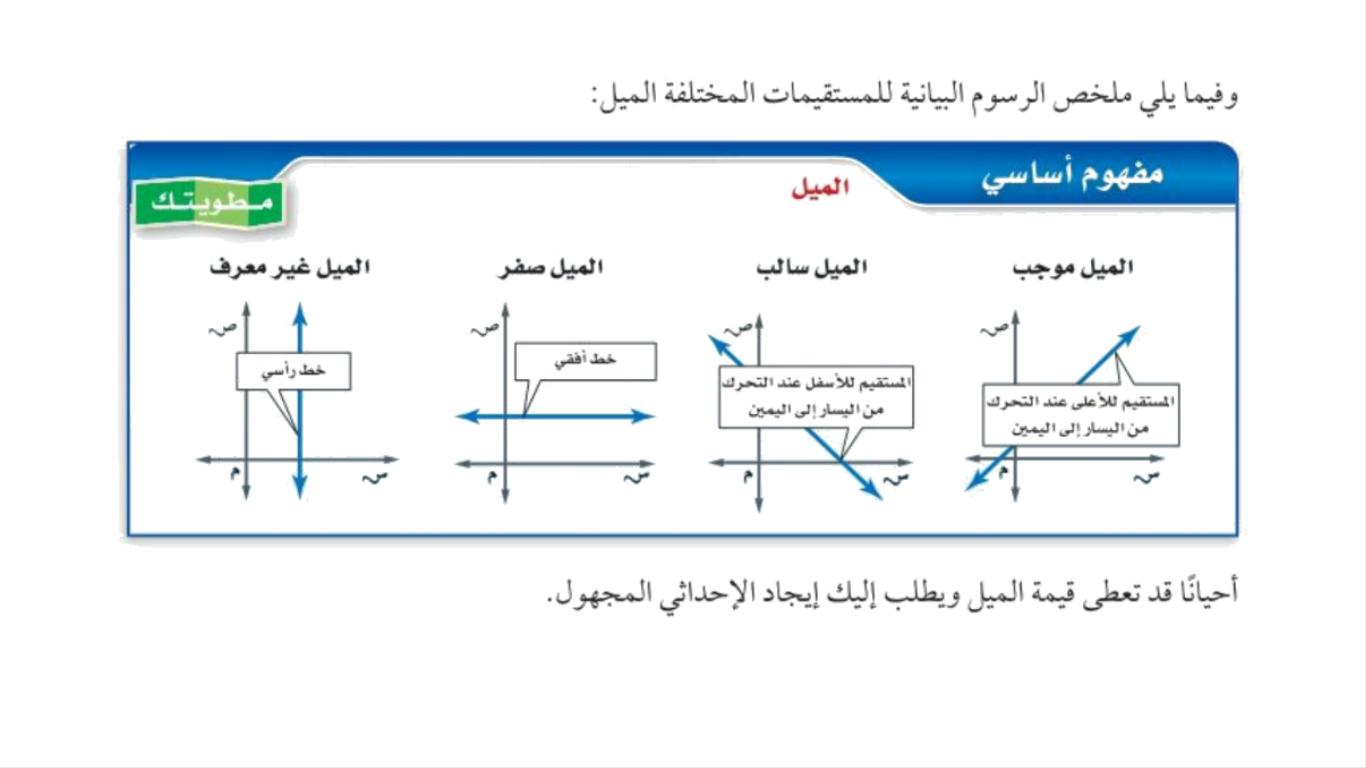 وفيما يلي ملخص الرسوم البيانية للمستقيمات المختلفة الميل:
مفهوم أساسي
الميل
مـطويـتـك
الميل موجب
ص
المستقيم للأعلى عند التحرك
من اليسار إلى اليمين
م
س
الميل سالب
ص
المستقيم للأسفل عند التحرك
من اليسار إلى اليمين
م
س
الميل صفر
ص
خط أفقي
م
س
الميل غير معرف
ص
خط رأسي
م
س
أحيانًا قد تعطى قيمة الميل ويطلب إليك إيجاد الإحداثي المجهول.